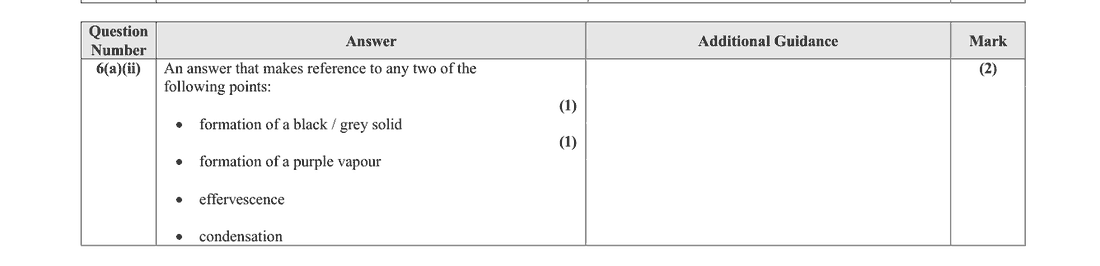 Question Number
Answer
Additional Guidance
Mark
6(a)(ii)
An answer that makes reference to any two of the
following points:
(2)
(1)
• formation of a black / grey solid
(1)
• formation of a purple vapour
• effervescence
• condensation